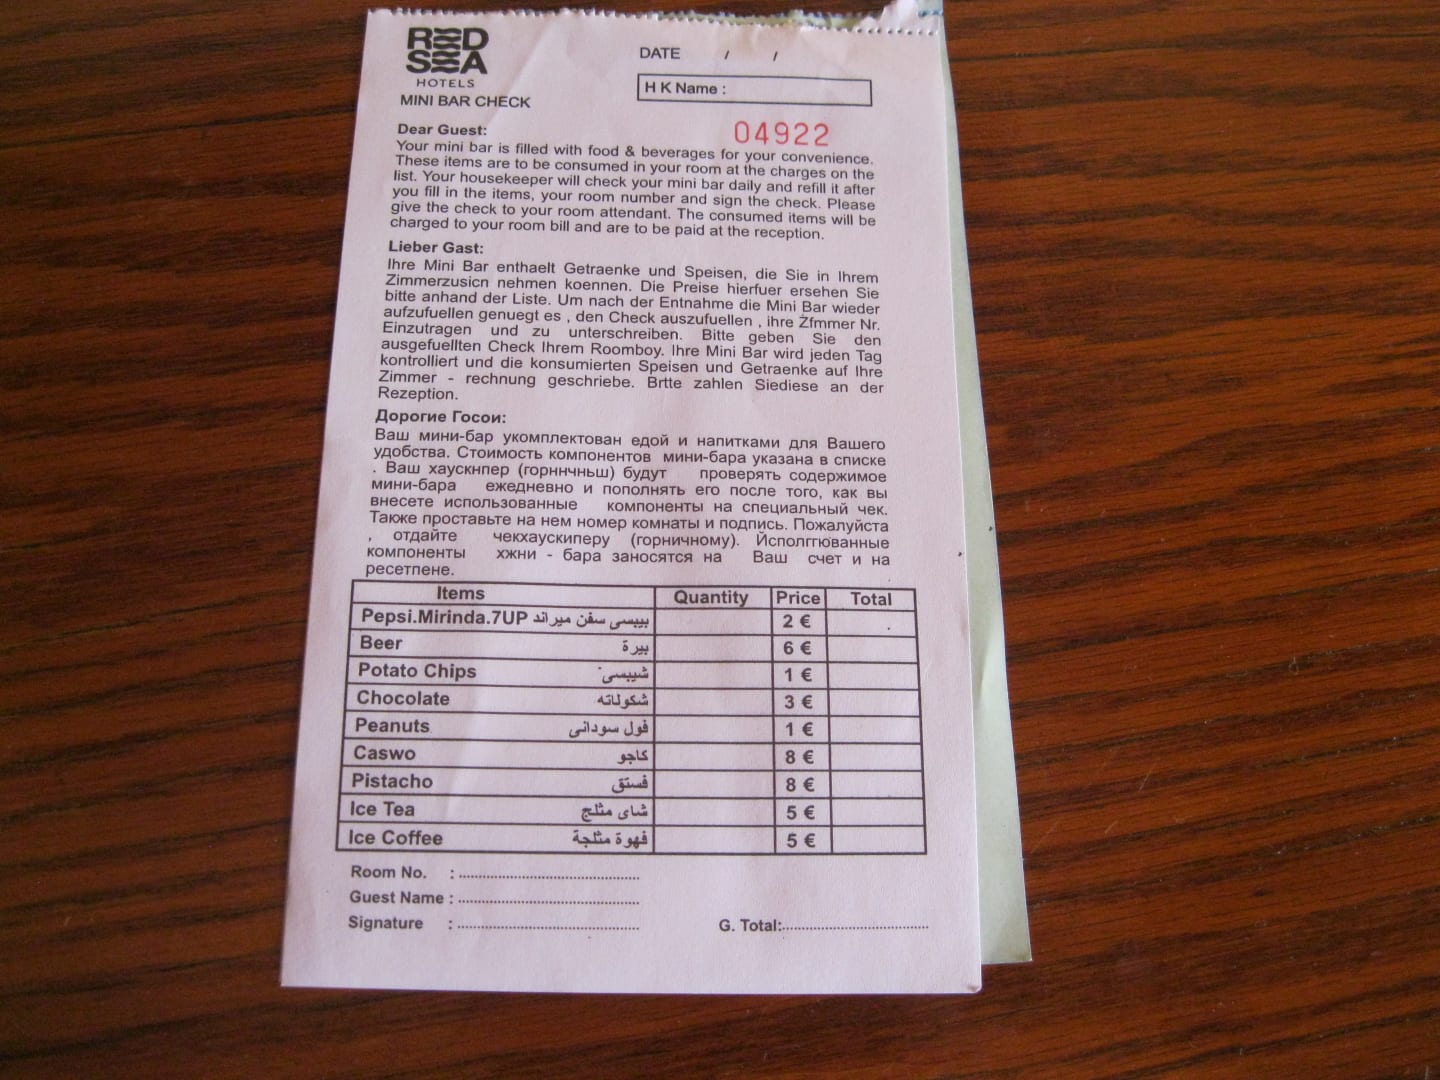 RED
SEA
HOTELS
MINI BAR CHECK
DATE / /
H K Name :
04922
Dear Guest:
Your mini bar is filled with food & beverages for your convenience.
These items are to be consumed in your room at the charges on the
list. Your housekeeper will check your mini bar daily and refill it after
you fill in the items, your room number and sign the check. Please
give the check to your room attendant. The consumed items will be
charged to your room bill and are to be paid at the reception.
Lieber Gast:
Ihre Mini Bar enthaelt Getraenke und Speisen, die Sie in Ihrem
Zimmerzusicn nehmen koennen. Die Preise hierfuer ersehen Sie
bitte anhand der Liste. Um nach der Entnahme die Mini Bar wieder
aufzufuellen genuegt es , den Check auszufuellen , ihre Żfmmer Nr.
Einzutragen und zu unterschreiben. Bitte geben Sie den
ausgefuellten Check Ihrem Roomboy. Ihre Mini Bar wird jeden Tag
kontrolliert und die konsumierten Speisen und Getraenke auf Ihre
Zimmer - rechnung geschriebe. Brtte zahlen Siediese an der
Rezeption.
Дорогие Госои:
Ваш мини-бар укомплектован едой и напитками для Вашего
удобства. Стоимость компонентов мини-бара указана в списке
. Ваш хаускнпер (горннчньш) будут проверять содержимое
мини-бара ежедневно и пополнять его после того, как вы
внесете использованные компоненты на специальный чек.
Также проставьте на нем номер комнаты и подпись. Пожалуйста
, отдайте чекхаускиперу (горничному). Йсполггюванные
компоненты хжни - бара заносятся на Ваш счет и на
ресетпене.
Items Quantity Price Total
Pepsi.Mirinda.7UP بيبسى سفن ميراند 2 €
Beer بيرة 6 €
Potato Chips شيبسى 1 €
Chocolate شكولاته 3 €
Peanuts فول سودانى 1 €
Caswo كاجو 8 €
Pistacho فستق 8 €
Ice Tea شاى مثلج 5 €
Ice Coffee قهوة مثلجة 5 €
Room No. :
Guest Name :
Signature : G. Total: